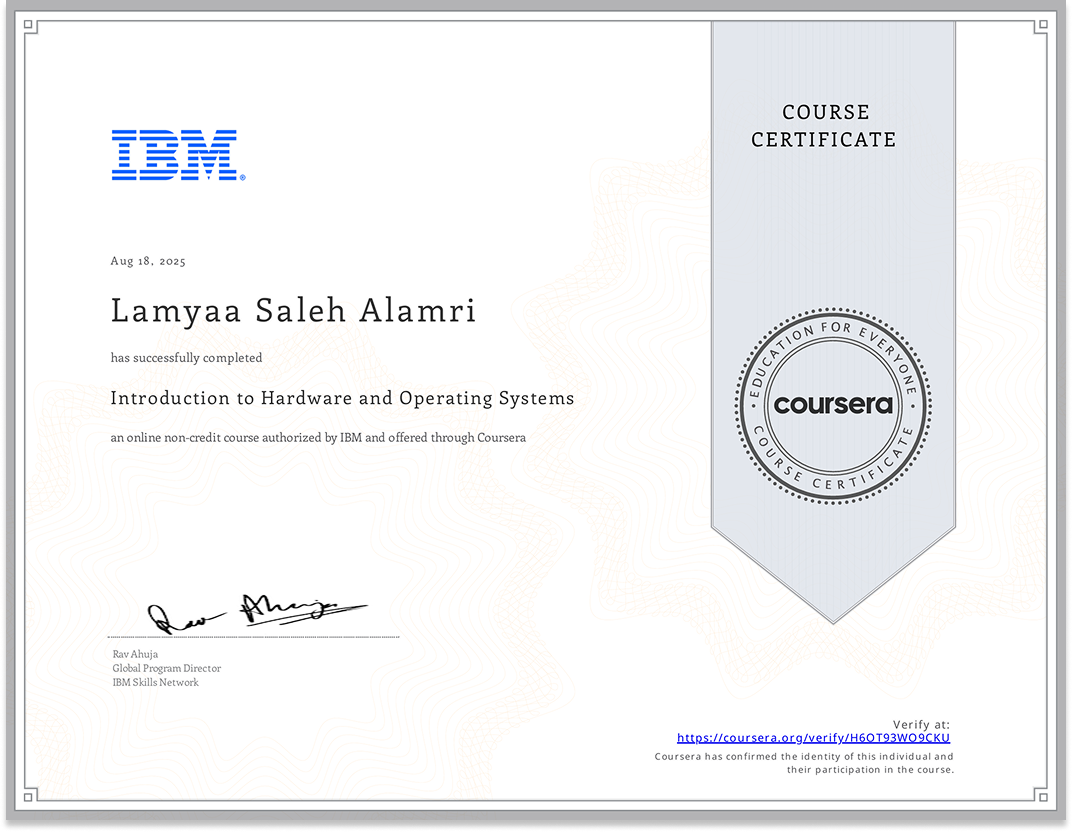 IBM®
COURSE
CERTIFICATE
Aug 18, 2025
Lamyaa Saleh Alamri
has successfully completed
Introduction to Hardware and Operating Systems
an online non-credit course authorized by IBM and offered through Coursera
EDUCATION FOR EVERYONE
coursera
COURSE CERTIFICATE
Rav Ahuja
Rav Ahuja
Global Program Director
IBM Skills Network
Verify at:
https://coursera.org/verify/H6OT93WO9CKU
Coursera has confirmed the identity of this individual and
their participation in the course.